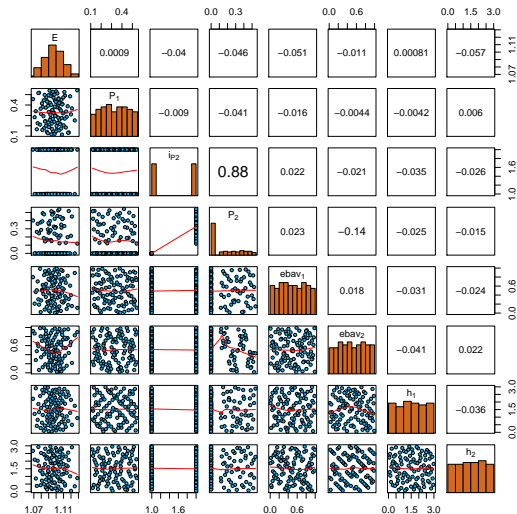 0.1 0.4 0.0 0.3 0.0 0.6 0.0 1.5 3.0
E 0.0009 −0.04 −0.046 −0.051 −0.011 0.00081 −0.057 1.07 1.11
0.1 0.4 P1 −0.009 −0.041 −0.016 −0.0044 −0.0042 0.006
iP2 0.88 0.022 −0.021 −0.035 −0.026 1.0 1.6
0.0 0.3 P2 0.023 −0.14 −0.025 −0.015
ebav1 0.018 −0.031 −0.024 0.0 0.6
0.0 0.6 ebav2 −0.041 0.022
h1 −0.036 0.0 1.5 3.0
0.0 1.5 3.0 h2
1.07 1.11 1.0 1.6 0.0 0.6 0.0 1.5 3.0